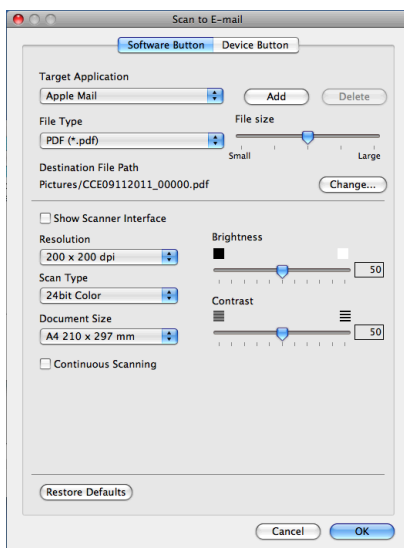 Scan to E-mail
Software Button Device Button
Target Application
Apple Mail Add Delete
File Type File size
PDF (*.pdf)
Small Large
Destination File Path
Pictures/CCE09112011_00000.pdf Change...
Show Scanner Interface
Resolution Brightness
200 x 200 dpi 50
Scan Type
24bit Color Contrast
Document Size
A4 210 x 297 mm 50
Continuous Scanning
Restore Defaults
Cancel OK